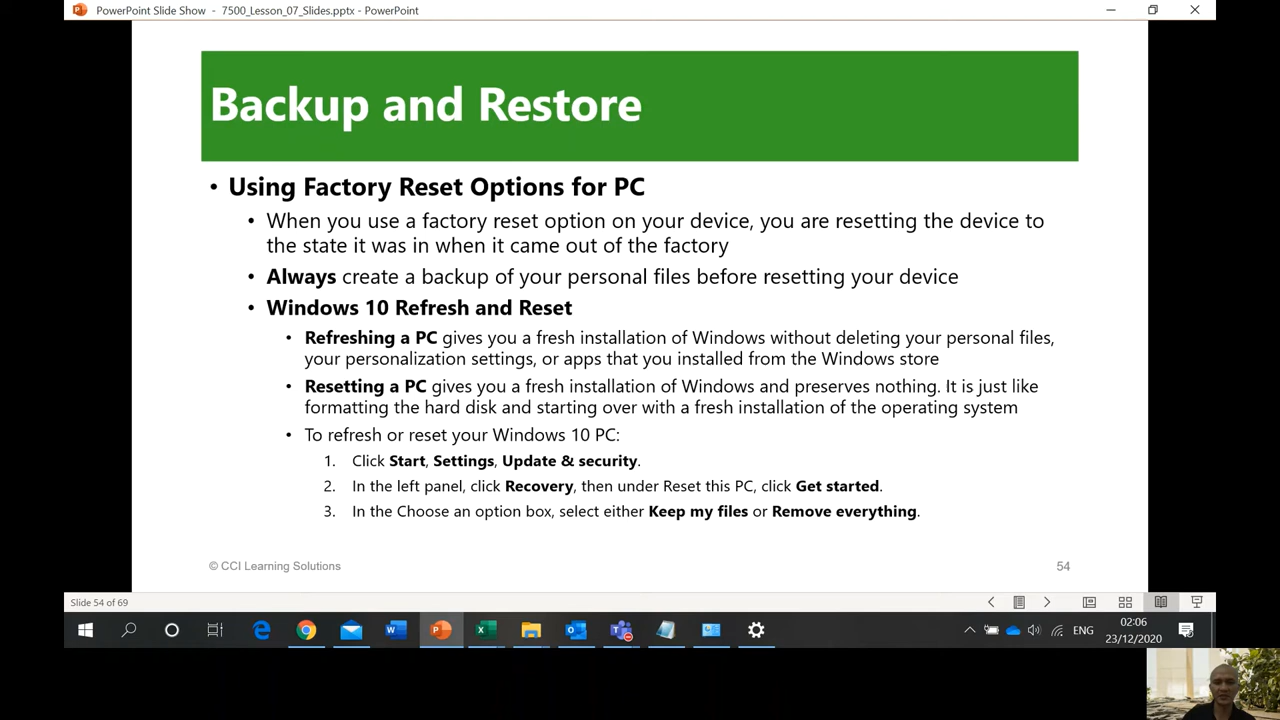 PowerPoint Slide Show - 7500_Lesson_07_Slides.pptx - PowerPoint
Backup and Restore
• Using Factory Reset Options for PC
• When you use a factory reset option on your device, you are resetting the device to
the state it was in when it came out of the factory
• Always create a backup of your personal files before resetting your device
• Windows 10 Refresh and Reset
• Refreshing a PC gives you a fresh installation of Windows without deleting your personal files,
your personalization settings, or apps that you installed from the Windows store
• Resetting a PC gives you a fresh installation of Windows and preserves nothing. It is just like
formatting the hard disk and starting over with a fresh installation of the operating system
• To refresh or reset your Windows 10 PC:
1. Click Start, Settings, Update & security.
2. In the left panel, click Recovery, then under Reset this PC, click Get started.
3. In the Choose an option box, select either Keep my files or Remove everything.
© CCI Learning Solutions 54
Slide 54 of 69
ENG
02:06
23/12/2020